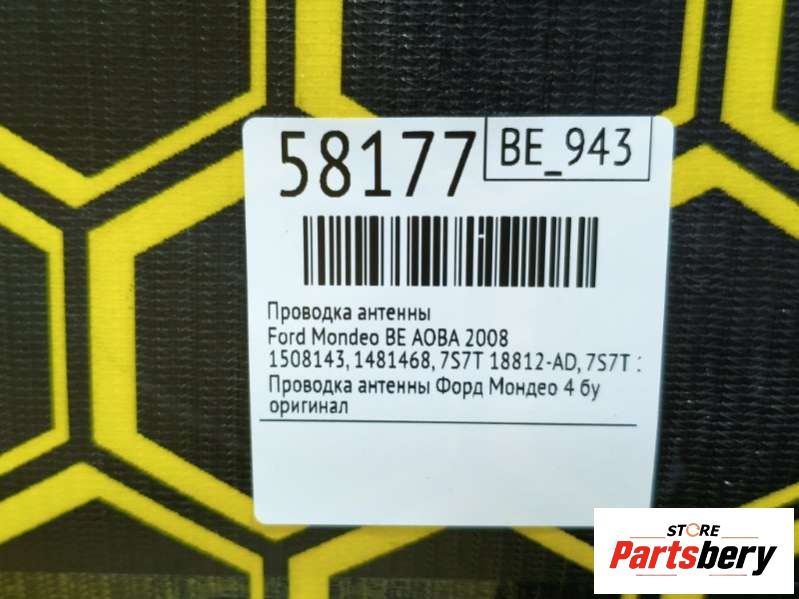 58177
BE_943
Проводка антенны
Ford Mondeo BE AOBA 2008
1508143, 1481468, 7S7T 18812-AD, 7S7T
Проводка антенны Форд Мондео 4 бу
оригинал
STORE
Partsbery